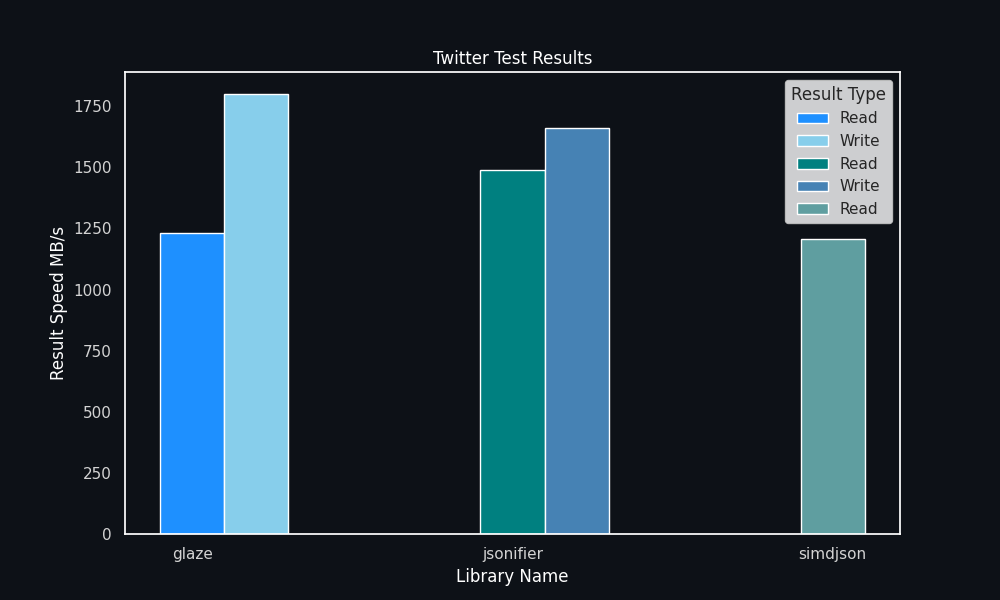 Twitter Test Results
Result Type
Read
Write
Read
Write
Read
Result Speed MB/s
1750
1500
1250
1000
750
500
250
0
glaze
jsonifier
simdjson
Library Name